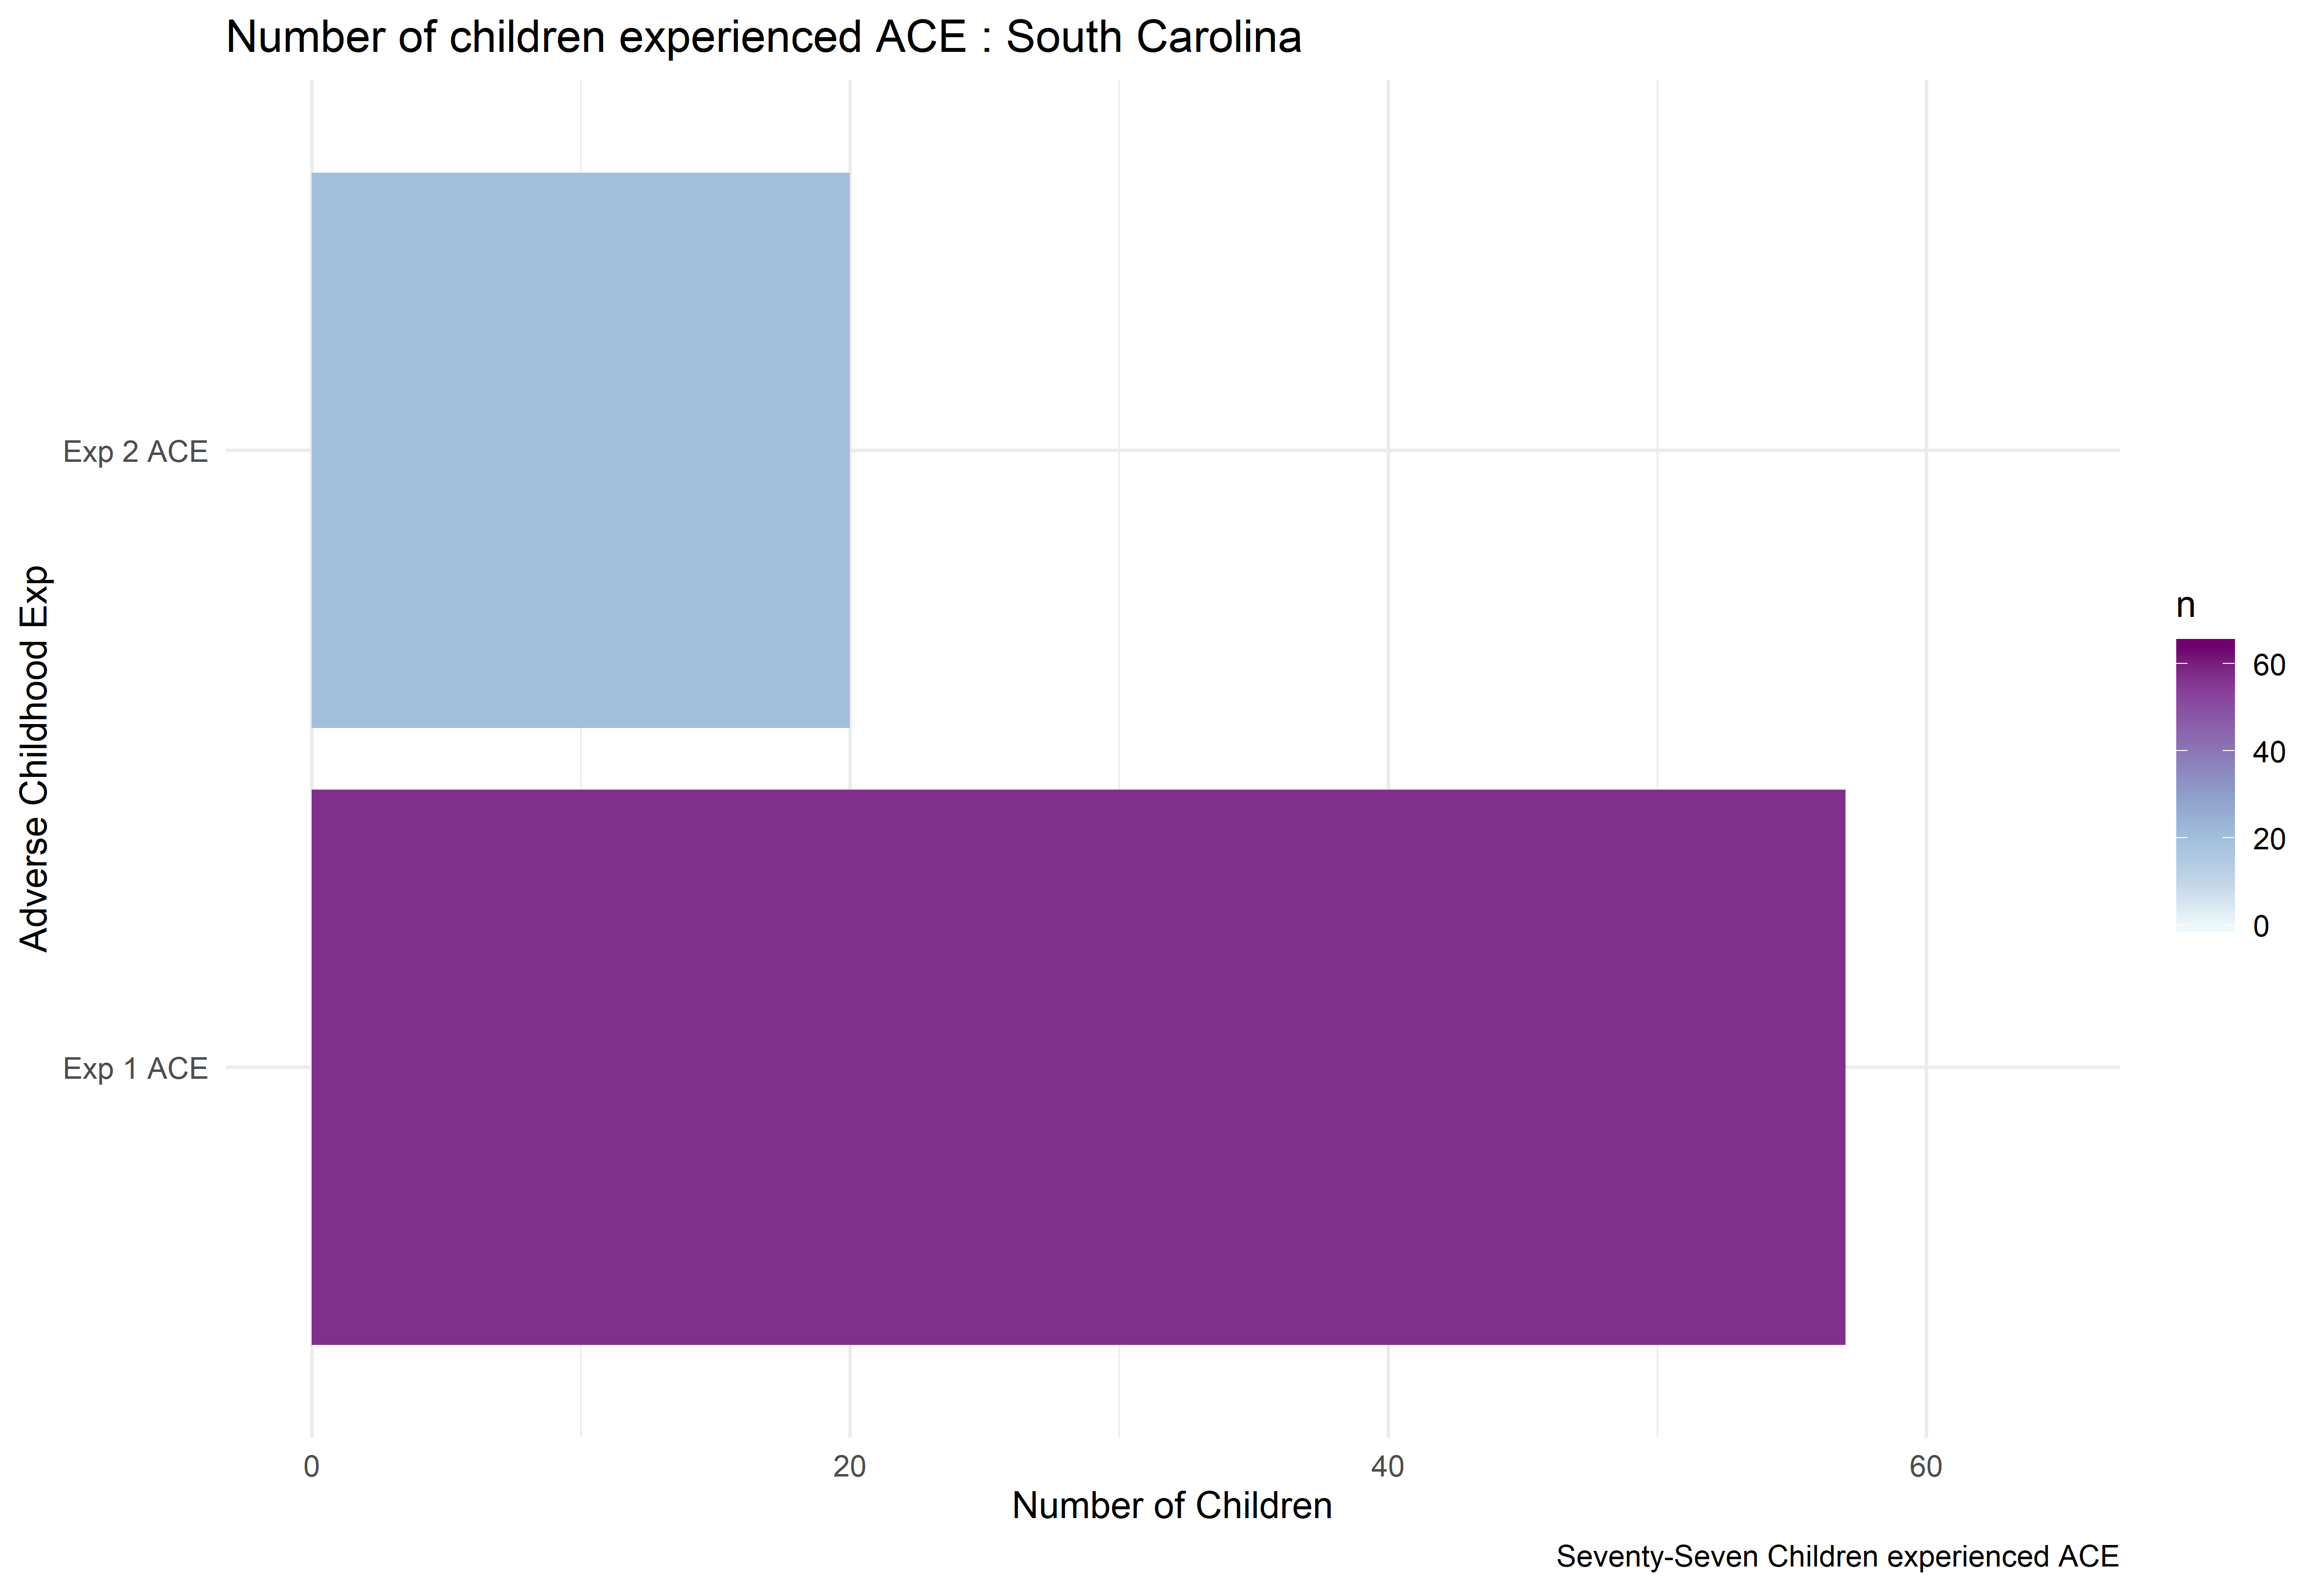 Number of children experienced ACE : South Carolina
Adverse Childhood Exp
Exp 2 ACE
Exp 1 ACE
0 20 40 60
Number of Children
n
60
40
20
0
Seventy-Seven Children experienced ACE